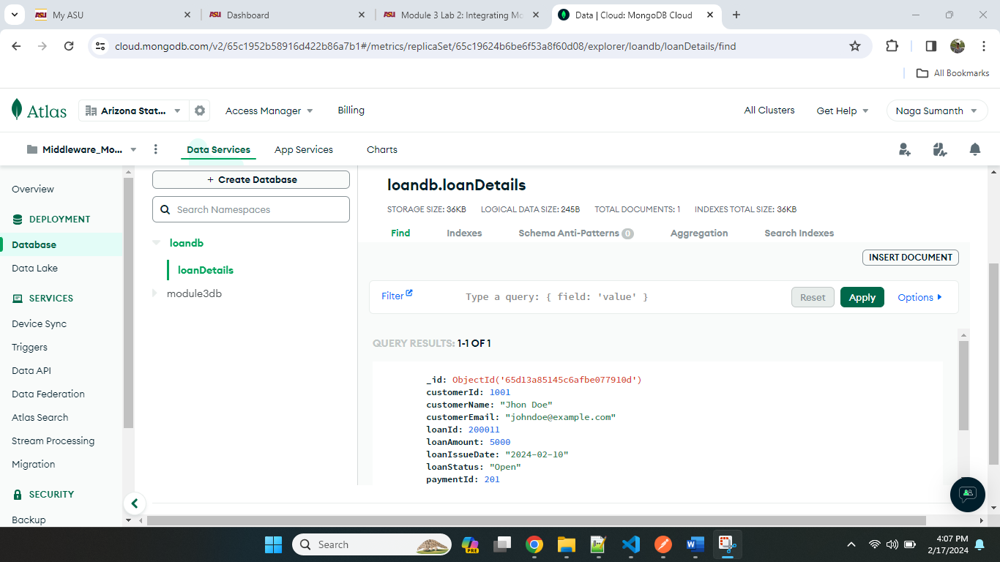 My ASU
Dashboard
Module 3 Lab 2: Integrating Mo
Data | Cloud: MongoDB Cloud
cloud.mongodb.com/v2/65c1952b58916d422b86a7b1#/metrics/replicaSet/65c19624b6be6f53a8f60d08/explorer/loandb/loanDetails/find
All Bookmarks
Atlas
Arizona Stat...
Access Manager
Billing
All Clusters
Get Help
Naga Sumanth
Middleware_Mo...
Data Services
App Services
Charts
Overview
DEPLOYMENT
Database
Data Lake
SERVICES
Device Sync
Triggers
Data API
Data Federation
Atlas Search
Stream Processing
Migration
SECURITY
Backup
+ Create Database
Search Namespaces
loandb
loanDetails
module3db
loandb.loanDetails
STORAGE SIZE: 36KB LOGICAL DATA SIZE: 245B TOTAL DOCUMENTS: 1 INDEXES TOTAL SIZE: 36KB
Find Indexes Schema Anti-Patterns 0 Aggregation Search Indexes
INSERT DOCUMENT
Filter Type a query: { field: 'value' } Reset Apply Options
QUERY RESULTS: 1-1 OF 1
_id: ObjectId('65d13a85145c6afbe077910d')
customerId: 1001
customerName: "Jhon Doe"
customerEmail: "johndoe@example.com"
loanId: 200011
loanAmount: 5000
loanIssueDate: "2024-02-10"
loanStatus: "Open"
paymentId: 201
Search
PRE
4:07 PM
2/17/2024